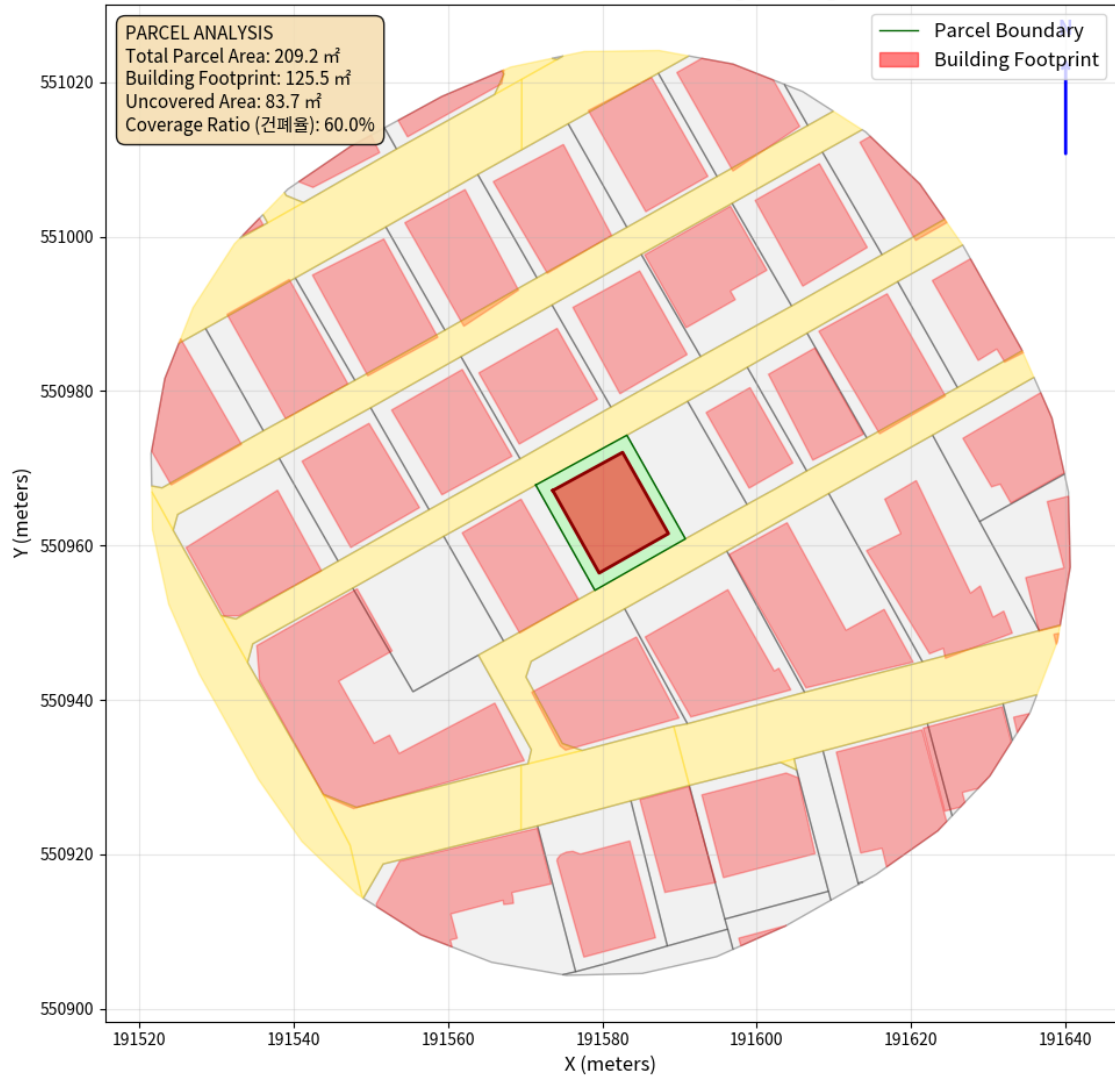 PARCEL ANALYSIS
Total Parcel Area: 209.2 ㎡
Building Footprint: 125.5 ㎡
Uncovered Area: 83.7 ㎡
Coverage Ratio (건폐율): 60.0%
Parcel Boundary
Building Footprint
N
551020
551000
550980
550960
550940
550920
550900
Y (meters)
191520
191540
191560
191580
191600
191620
191640
X (meters)